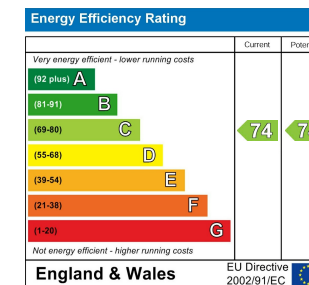 Energy Efficiency Rating
Current
Very energy efficient - lower running costs
(92 plus) A
(81-91) B
(69-80) C 74
(55-68) D
(39-54) E
(21-38) F
(1-20) G
Not energy efficient - higher running costs
England & Wales
EU Directive
2002/91/EC